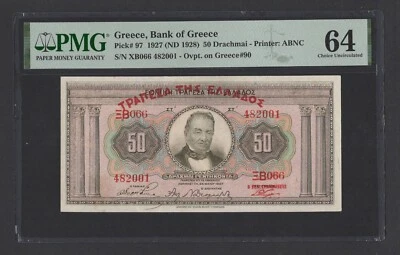 PMG
PAPER MONEY GUARANTY
Greece, Bank of Greece
Pick# 97 1927 (ND 1928) 50 Drachmai - Printer: ABNC
S/N XB066 482001 - Ovpt. on Greece#90
64
Choice Uncirculated
ΤΡΑΠΕΖΑ ΤΗΣ ΕΛΛΑΔΟΣ
ΞΒ066 482001
50 50
482001 ΞΒ066